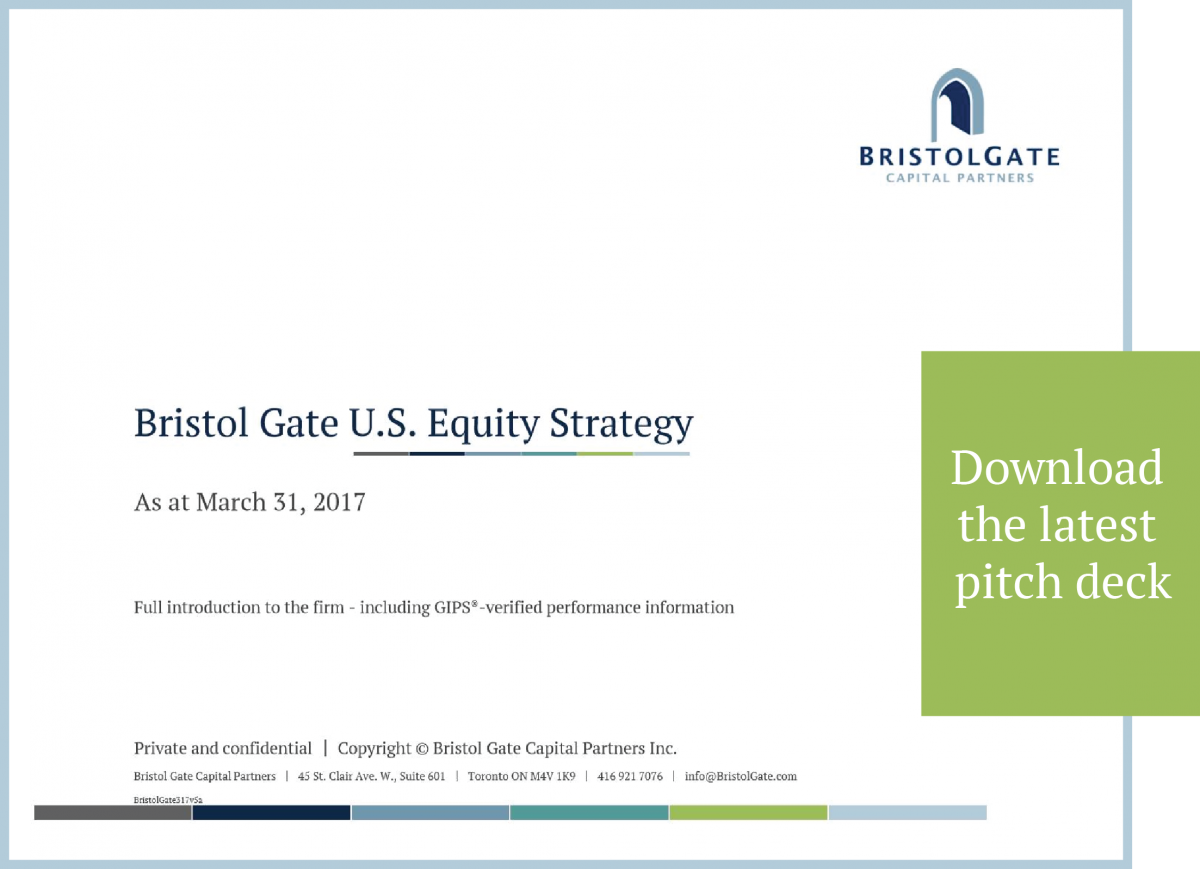 BRISTOLGATE
CAPITAL PARTNERS
Bristol Gate U.S. Equity Strategy
As at March 31, 2017
Full introduction to the firm - including GIPS®-verified performance information
Download
the latest
pitch deck
Private and confidential | Copyright © Bristol Gate Capital Partners Inc.
Bristol Gate Capital Partners | 45 St. Clair Ave. W., Suite 601 | Toronto ON M4V 1K9 | 416 921 7076 | info@BristolGate.com
BristolGate317v5a